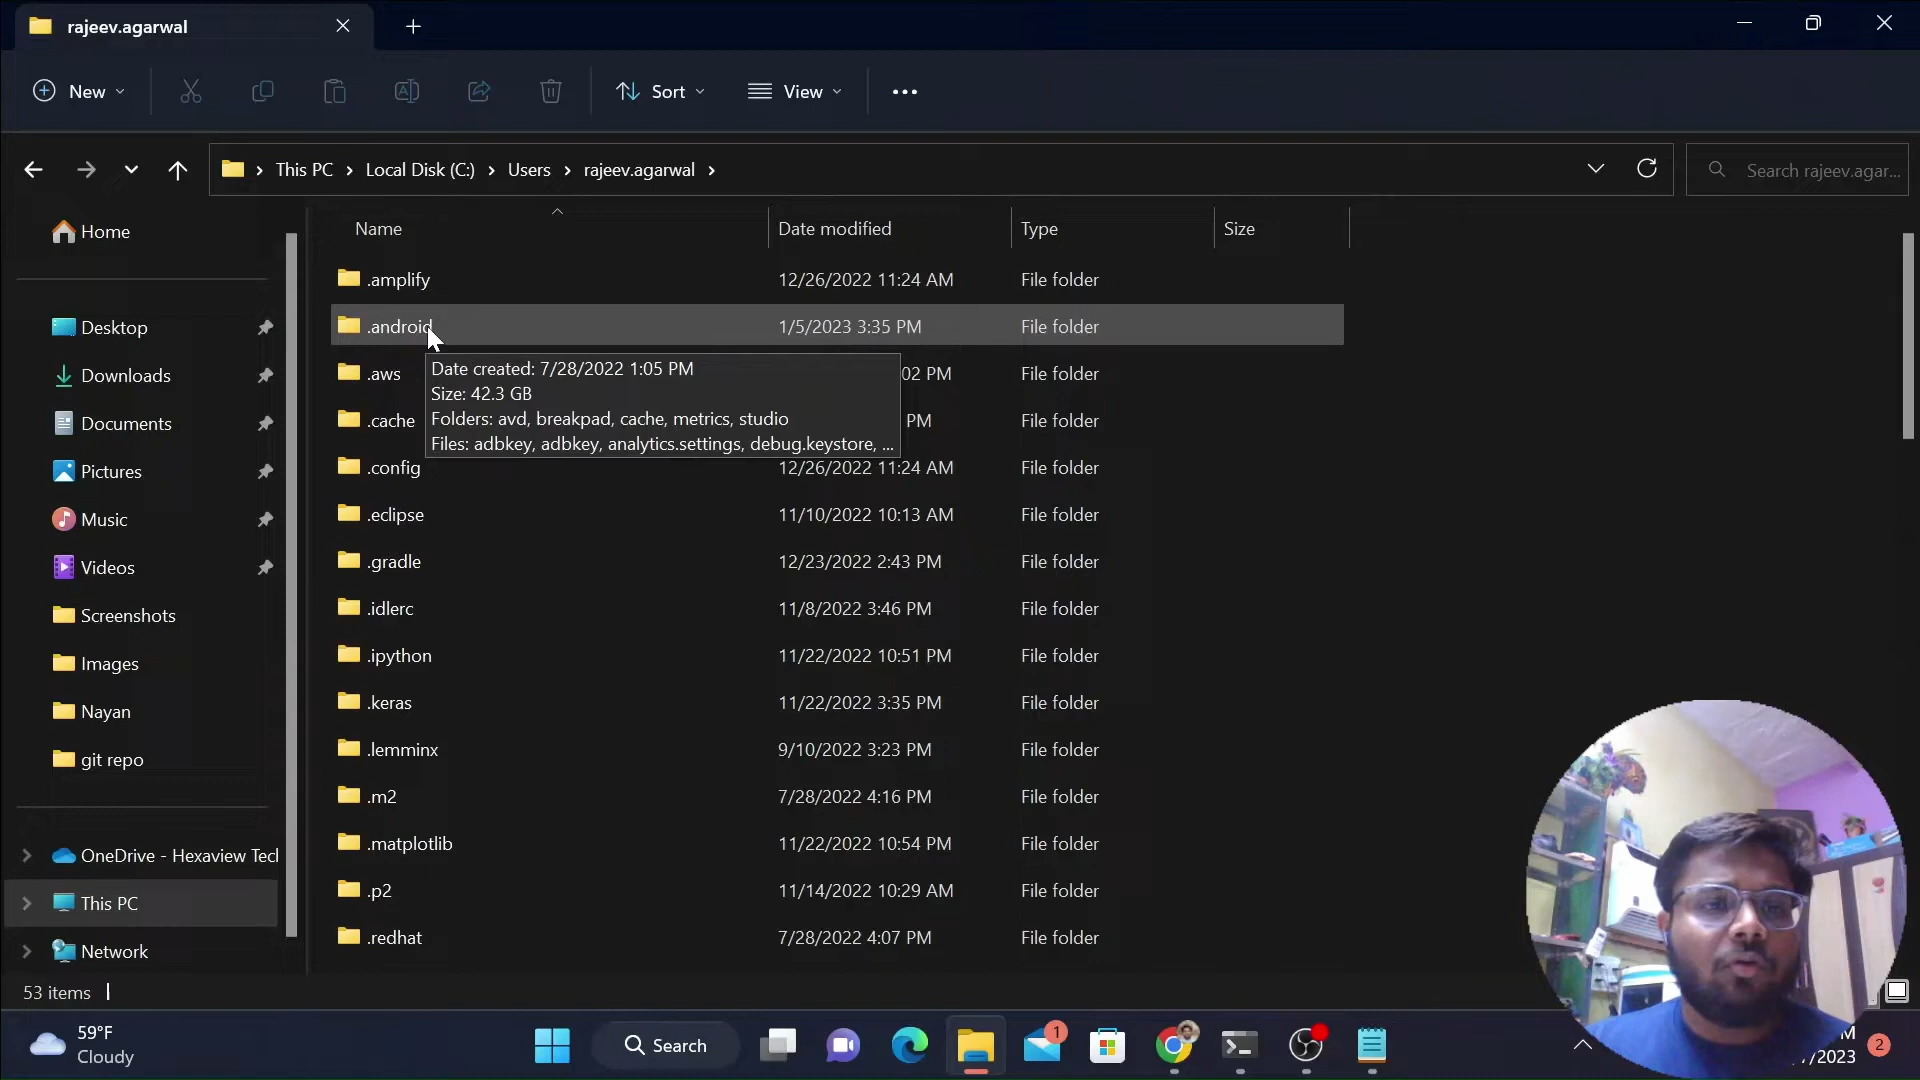 rajeev.agarwal
New
Sort
View
This PC
Local Disk (C:)
Users
rajeev.agarwal
Search rajeev.agar...
Home
Desktop
Downloads
Documents
Pictures
Music
Videos
Screenshots
Images
Nayan
git repo
OneDrive - Hexaview Tecl
This PC
Network
Name Date modified Type Size
.amplify 12/26/2022 11:24 AM File folder
.android 1/5/2023 3:35 PM File folder
.aws 02 PM File folder
.cache PM File folder
.config 12/26/2022 11:24 AM File folder
.eclipse 11/10/2022 10:13 AM File folder
.gradle 12/23/2022 2:43 PM File folder
.idlerc 11/8/2022 3:46 PM File folder
.ipython 11/22/2022 10:51 PM File folder
.keras 11/22/2022 3:35 PM File folder
.lemminx 9/10/2022 3:23 PM File folder
.m2 7/28/2022 4:16 PM File folder
.matplotlib 11/22/2022 10:54 PM File folder
.p2 11/14/2022 10:29 AM File folder
.redhat 7/28/2022 4:07 PM File folder
Date created: 7/28/2022 1:05 PM
Size: 42.3 GB
Folders: avd, breakpad, cache, metrics, studio
Files: adbkey, adbkey, analytics.settings, debug.keystore, ...
53 items
59°F
Cloudy
Search
1
M
/2023
2